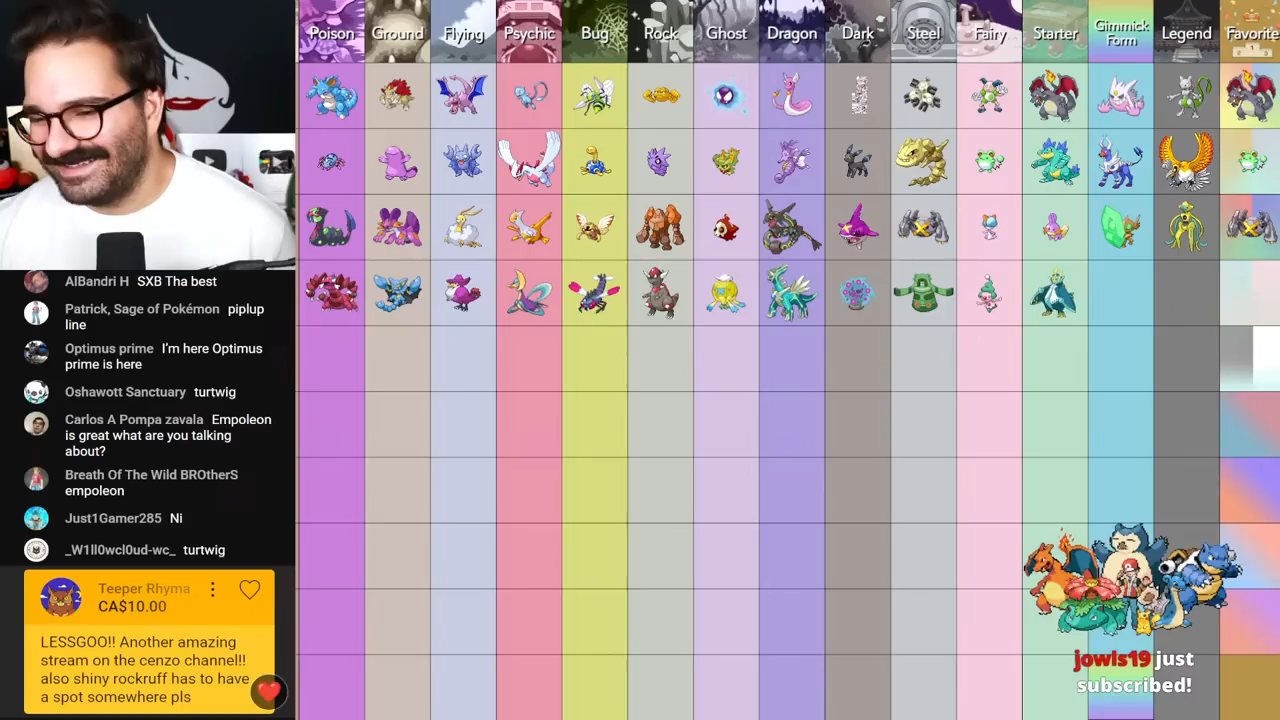 Poison
Ground
Flying
Psychic
Bug
Rock
Ghost
Dragon
Dark
Steel
Fairy
Starter
Gimmick
Form
Legend
Favorite
1
AlBandri H SXB Tha best
Patrick, Sage of Pokémon piplup
line
Optimus prime I'm here Optimus
prime is here
Oshawott Sanctuary turtwig
Carlos A Pompa zavala Empoleon
is great what are you talking
about?
Breath Of The Wild BROtherS
empoleon
Just1Gamer285 Ni
_W1ll0wcl0ud-wc_ turtwig
Teeper Rhyma
CA$10.00
LESSGOO!! Another amazing
stream on the cenzo channel!!
also shiny rockruff has to have
a spot somewhere pls
jowls19 just
subscribed!